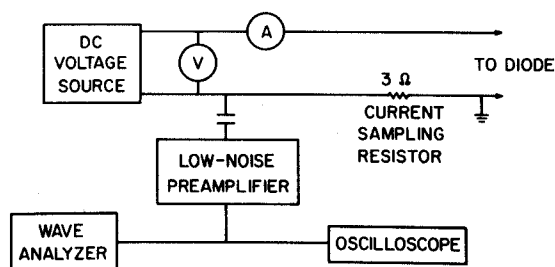 DC
VOLTAGE
SOURCE
A
V
3 Ω
TO DIODE
CURRENT
SAMPLING
RESISTOR
LOW-NOISE
PREAMPLIFIER
WAVE
ANALYZER
OSCILLOSCOPE